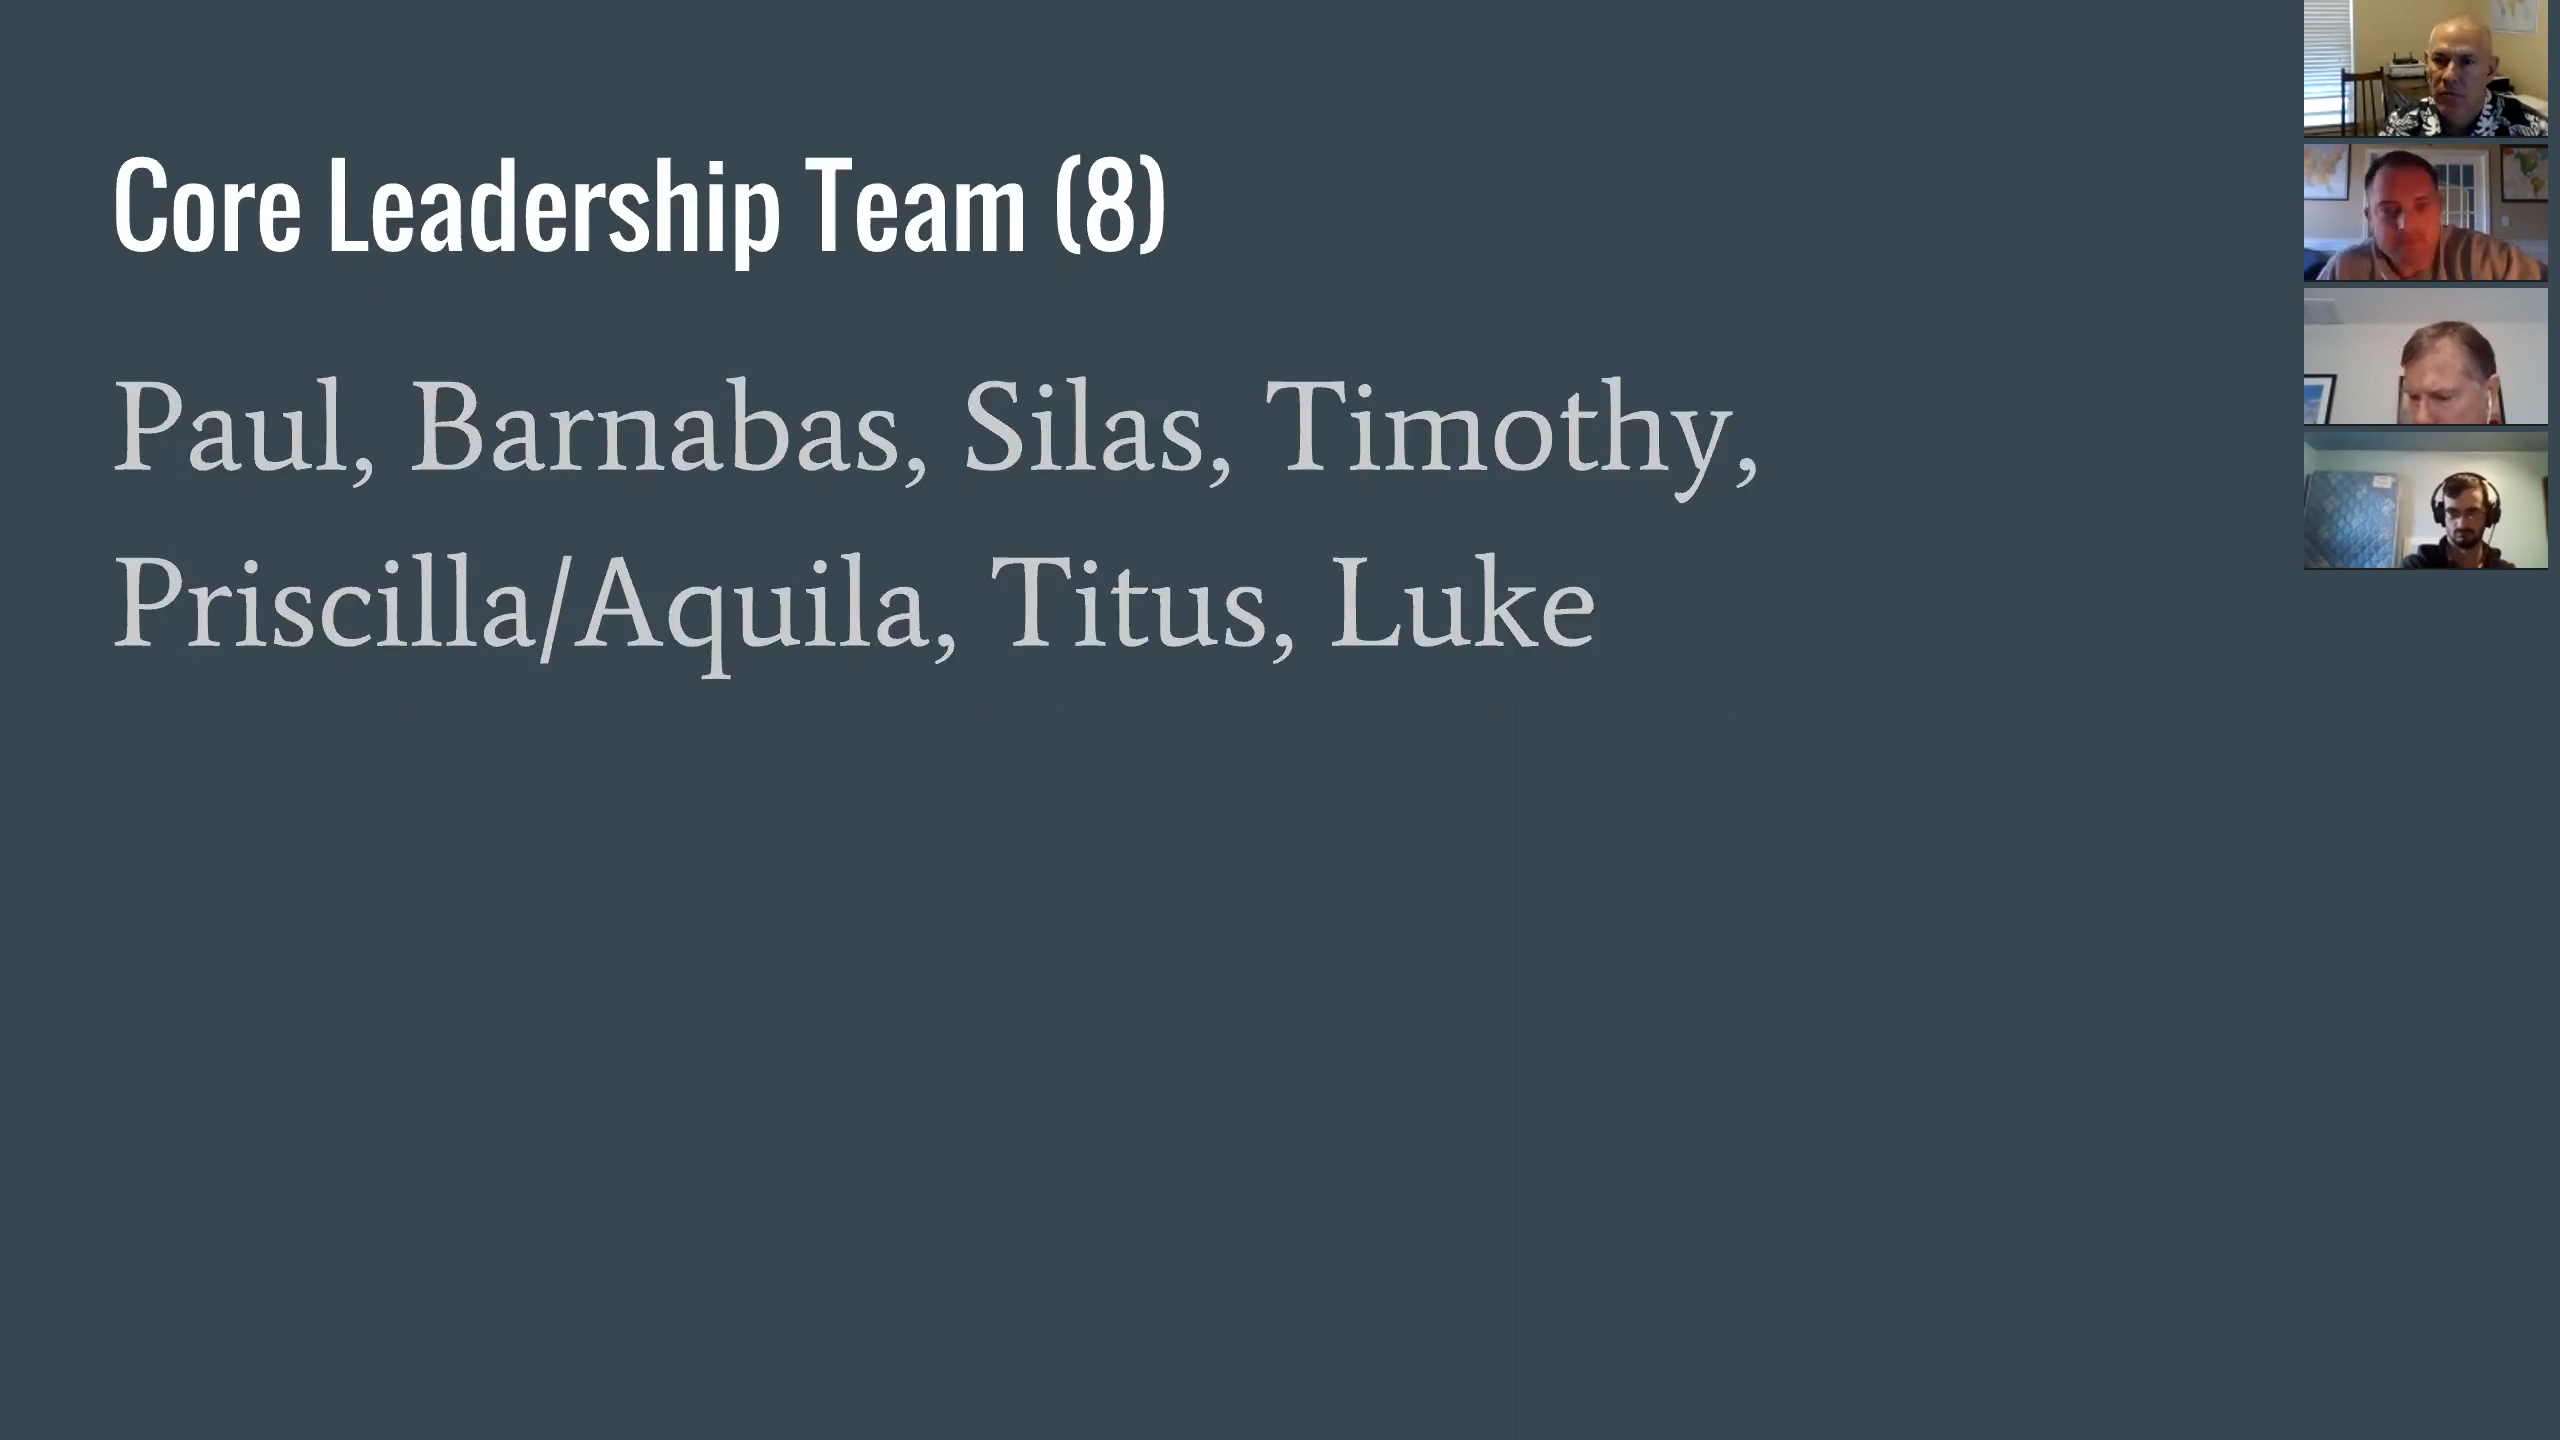 Core Leadership Team (8)
Paul, Barnabas, Silas, Timothy,
Priscilla/Aquila, Titus, Luke